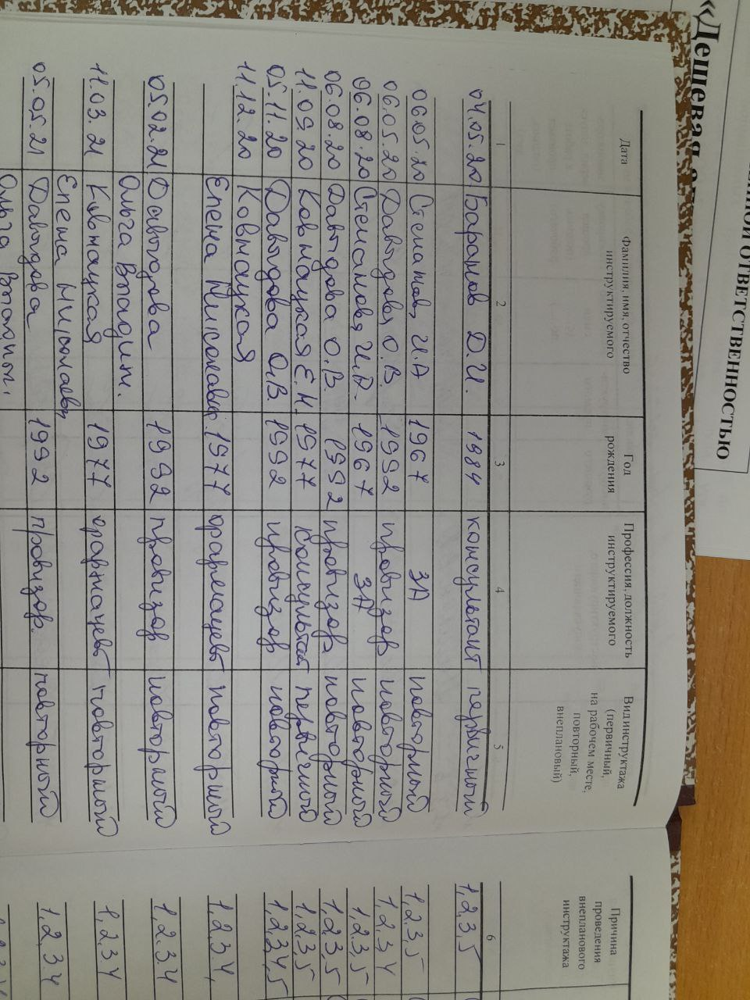 «Дешевая
ОТВЕТСТВЕННОСТЬЮ
Дата
Фамилия, имя, отчество
инструктируемого
Год
рождения
Профессия, должность
инструктируемого
Вид инструктажа
(первичный,
на рабочем месте,
повторный,
внеплановый)
Причина
проведения
внепланового
инструктажа
1 2 3 4 5 6
04.05.20 Баранов Д.И. 1984 консультант первичный 1,2,3,5
06.05.20 Степанова И.А 1967 ЗА повторный 1,2,3,5
06.05.20 Давыдова О.В. 1992 провизор повторный 1,2,3,4
06.08.20 Степанова И.А. 1967 ЗА повторный 1.2.3,5
06.08.20 Давыдова О.В. 1992 провизор повторный 1,2,3,5
11.09.20 Ковнацкая Е.Н. 1977 консультант первичный 1,2,3,5
05.11.20 Давыдова О.В. 1992 провизор повторный 1,2,3,4,5
11.12.20 Ковнацкая
Елена 1977 фармацевт повторный 1,2,3.4,
05.02.21 Давыдова 1992 провизор повторный 1,2.3.4
Ольга Владим.
11.03.21 Ковнацкая 1977 фармацевт повторный 1,2,3.4
Елена
05.05.21 Давыдова 1992 провизор. повторный 1,2,3.4
Ольга